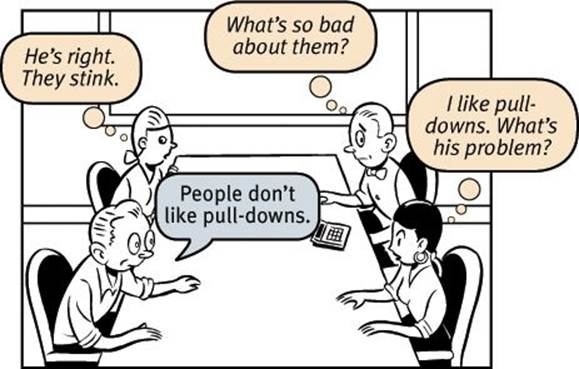 He's right.
They stink.
What's so bad
about them?
I like pull-
downs. What's
his problem?
People don't
like pull-downs.